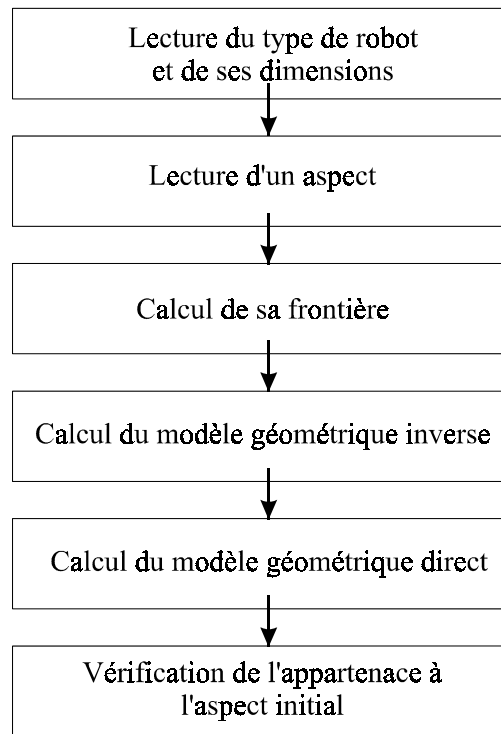 Lecture du type de robot
et de ses dimensions
Lecture d'un aspect
Calcul de sa frontière
Calcul du modèle géométrique inverse
Calcul du modèle géométrique direct
Vérification de l'appartenace à
l'aspect initial